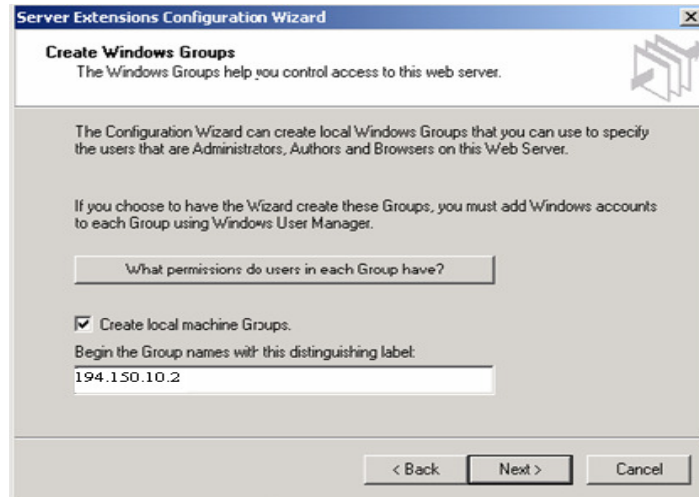 Server Extensions Configuration Wizard
Create Windows Groups
The Windows Groups help you control access to this web server.
The Configuration Wizard can create local Windows Groups that you can use to specify
the users that are Administrators, Authors and Browsers on this Web Server.
If you choose to have the Wizard create these Groups, you must add Windows accounts
to each Group using Windows User Manager.
What permissions do users in each Group have?
Create local machine Groups.
Begin the Group names with this distinguishing label:
194.150.10.2
< Back Next > Cancel